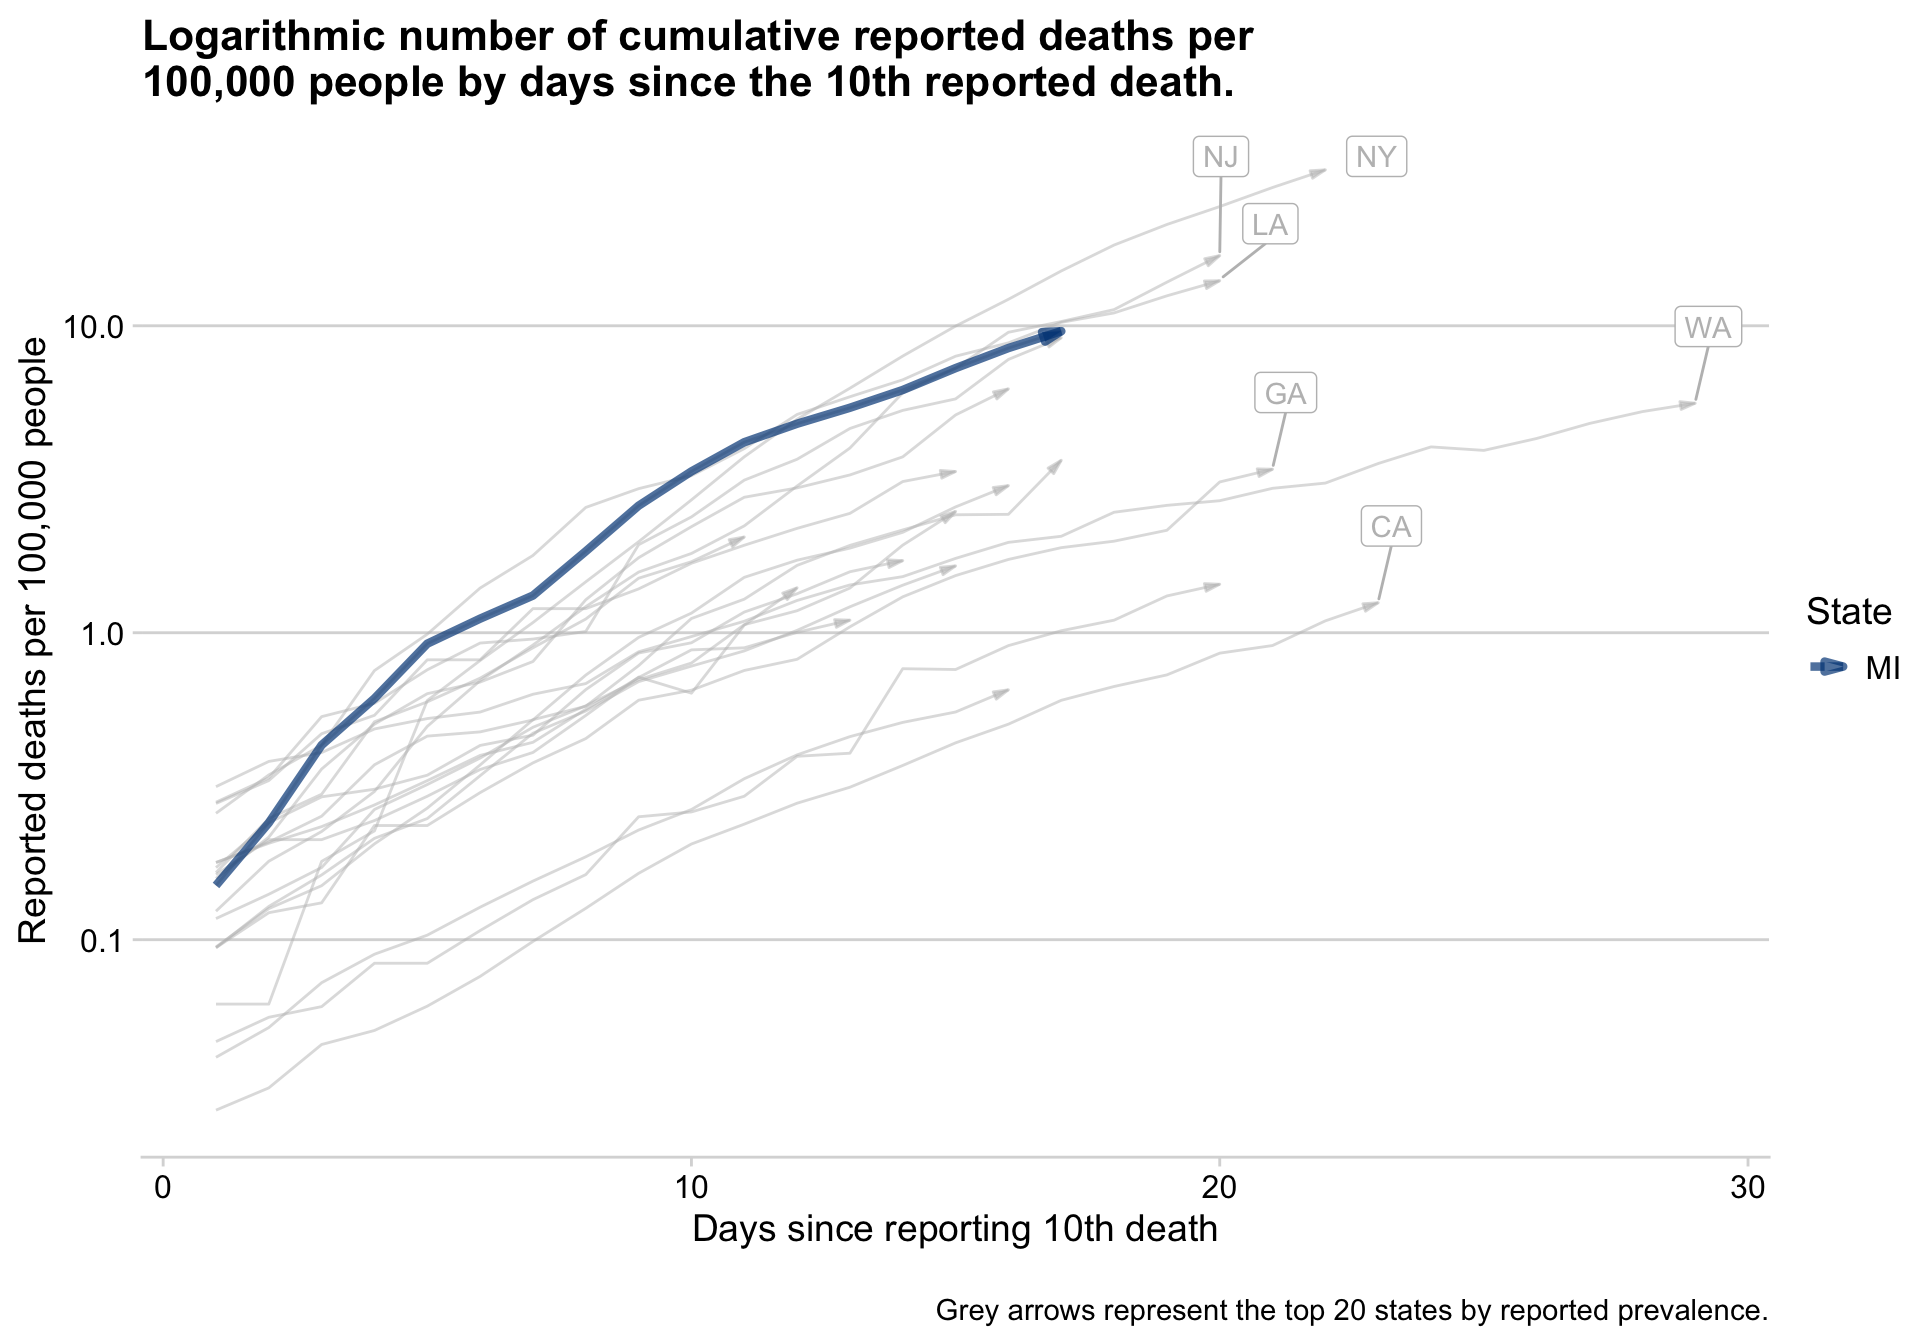 Logarithmic number of cumulative reported deaths per
100,000 people by days since the 10th reported death.
NJ
NY
LA
WA
GA
CA
10.0
1.0
0.1
Reported deaths per 100,000 people
0
10
20
30
Days since reporting 10th death
State
MI
Grey arrows represent the top 20 states by reported prevalence.